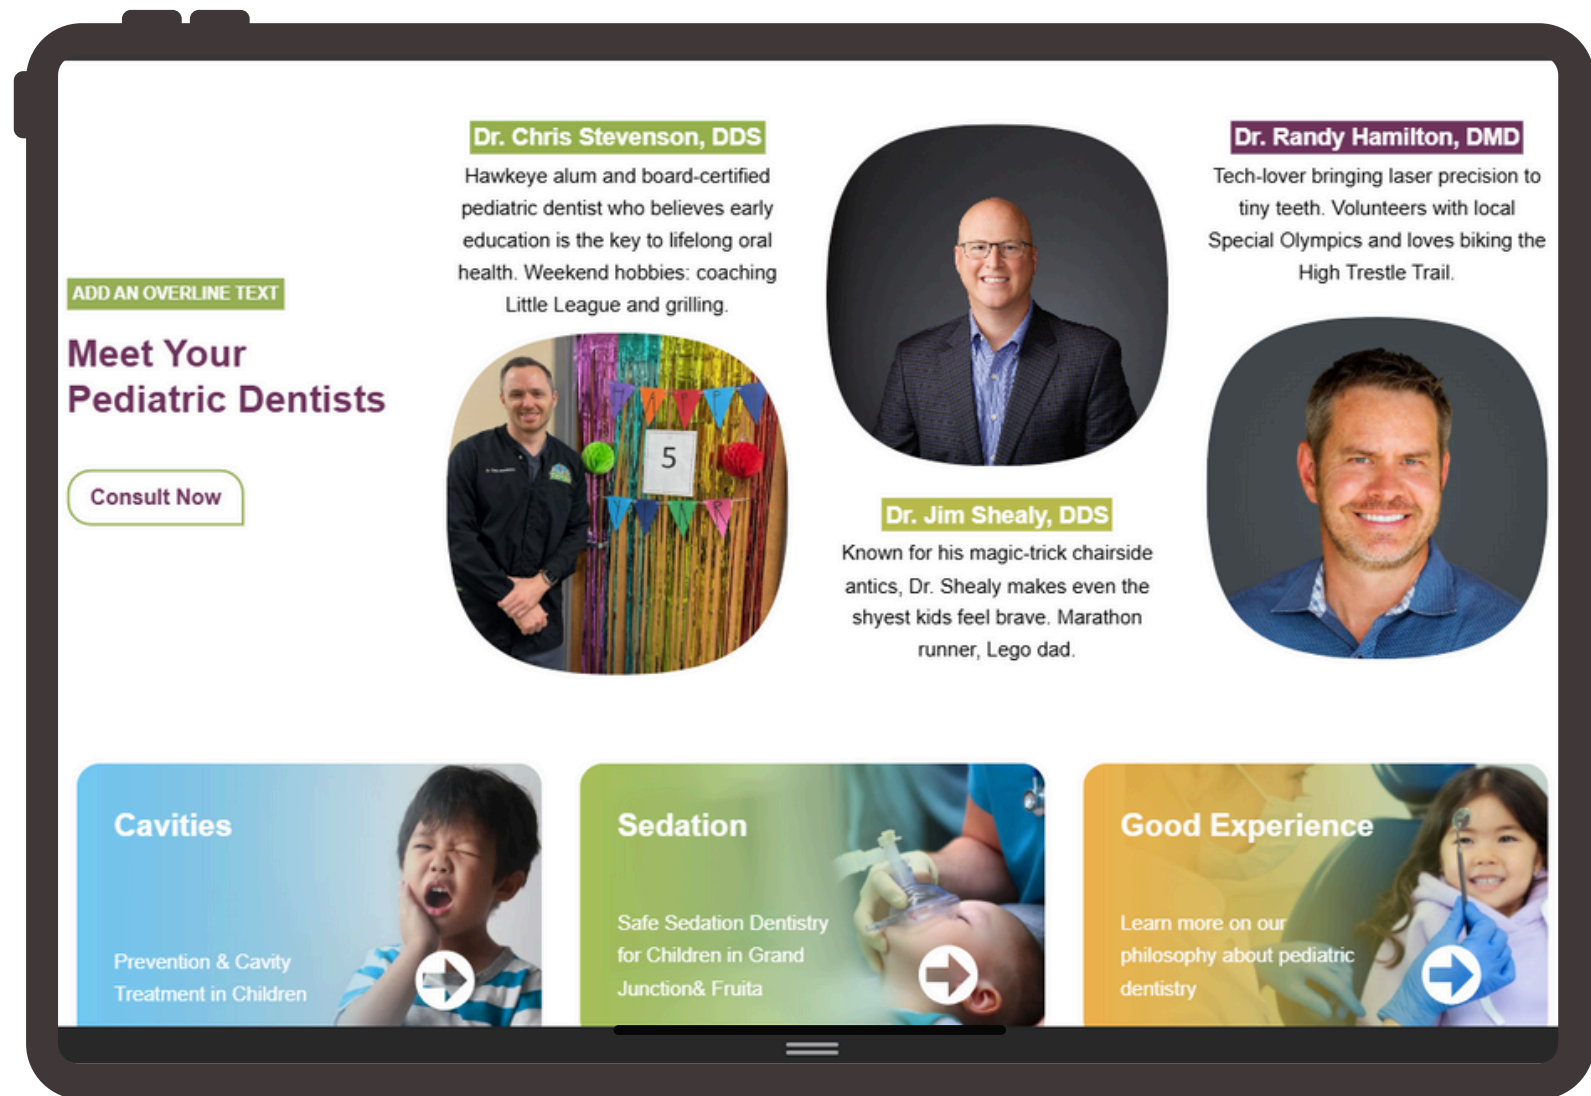 ADD AN OVERLINE TEXT
Meet Your
Pediatric Dentists
Consult Now
Dr. Chris Stevenson, DDS
Hawkeye alum and board-certified
pediatric dentist who believes early
education is the key to lifelong oral
health. Weekend hobbies: coaching
Little League and grilling.
5
Dr. Jim Shealy, DDS
Known for his magic-trick chairside
antics, Dr. Shealy makes even the
shyest kids feel brave. Marathon
runner, Lego dad.
Dr. Randy Hamilton, DMD
Tech-lover bringing laser precision to
tiny teeth. Volunteers with local
Special Olympics and loves biking the
High Trestle Trail.
Cavities
Prevention & Cavity
Treatment in Children
Sedation
Safe Sedation Dentistry
for Children in Grand
Junction& Fruita
Good Experience
Learn more on our
philosophy about pediatric
dentistry